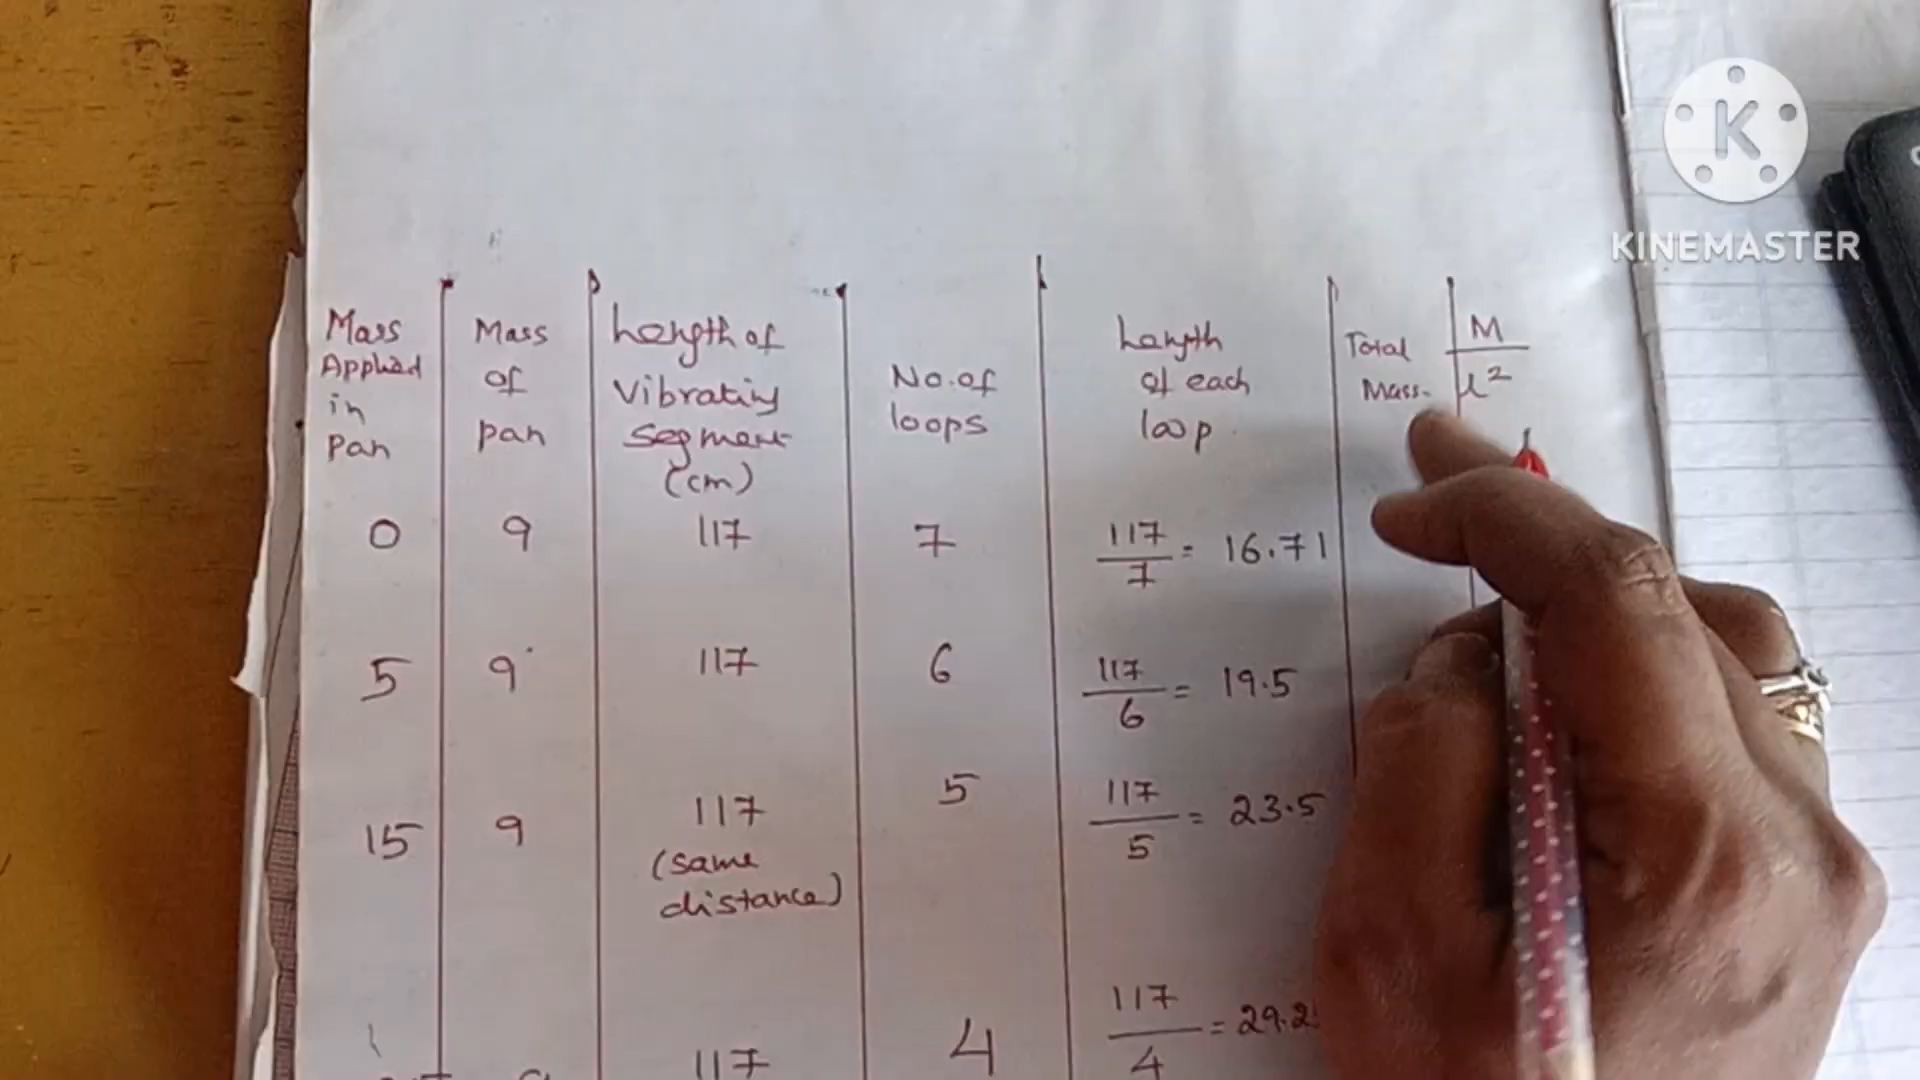 KINEMASTER
Mass
Applied
in
Pan
Mass
of
pan
Length of
Vibrating
Segment
(cm)
No. of
loops
Length
of each
loop
Total
Mass
M
l²
0 9 117 7 117/7 = 16.71
5 9 117 6 117/6 = 19.5
15 9 117 5 117/5 = 23.5
(same
distance)
117 4 117/4 = 29.2